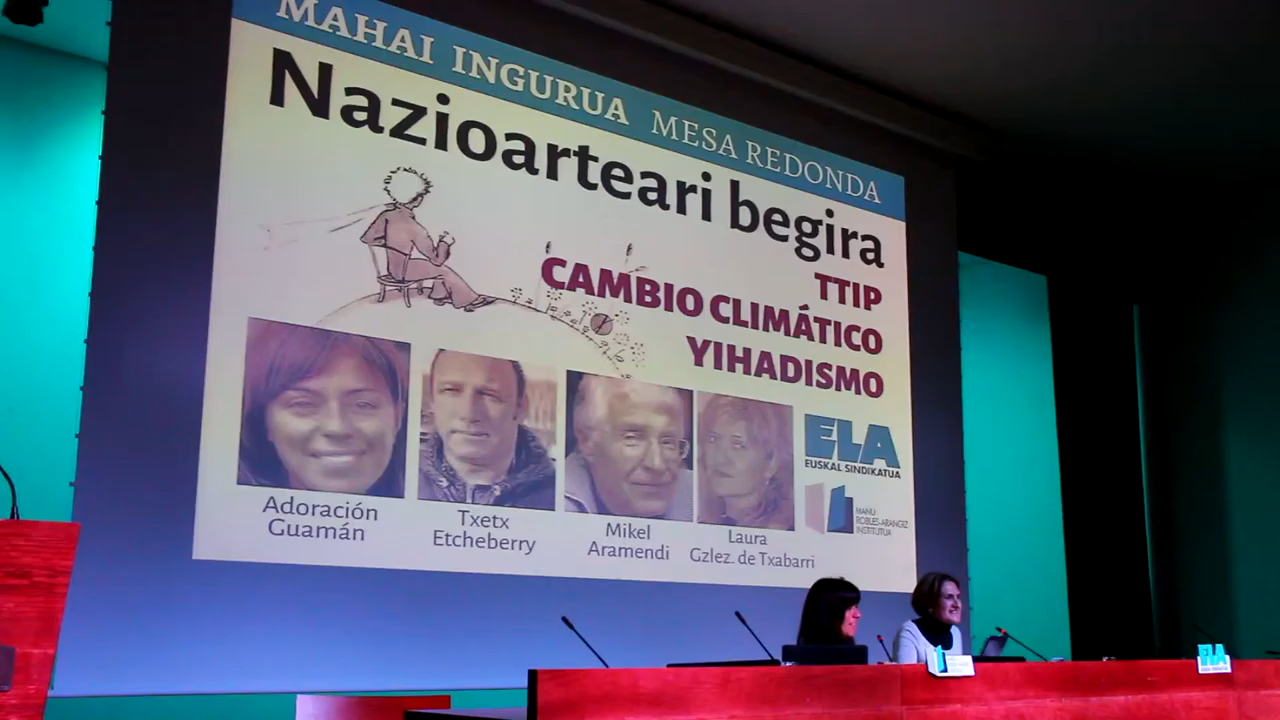 MAHAI INGURUA MESA REDONDA
Nazioarteari begira
TTIP
CAMBIO CLIMÁTICO
YIHADISMO
Adoración
Guamán
Txetx
Etcheberry
Mikel
Aramendi
Laura
Gzlez. de Txabarri
ELA
EUSKAL SINDIKATUA
MANU
ROBLES-ARANGIZ
INSTITUTUA
ELA